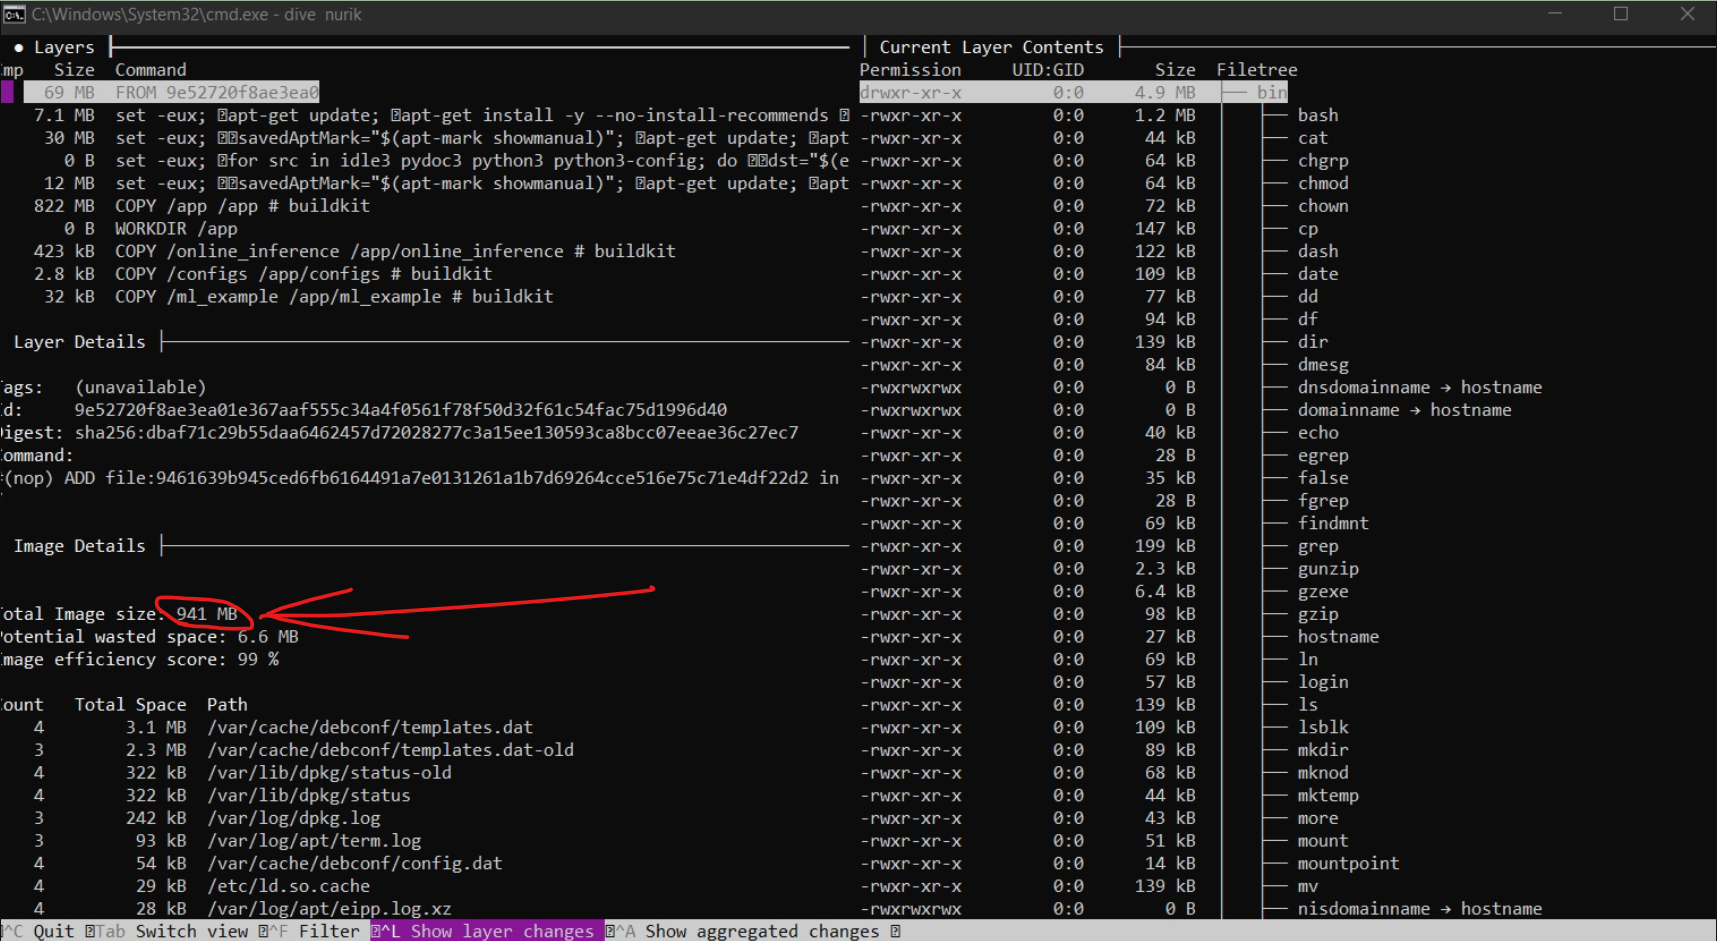 C:\Windows\System32\cmd.exe - dive nurik
● Layers
mp Size Command
69 MB FROM 9e52720f8ae3ea0
7.1 MB set -eux; apt-get update; apt-get install -y --no-install-recommends
30 MB set -eux; savedAptMark="$(apt-mark showmanual)"; apt-get update; apt
0 B set -eux; for src in idle3 pydoc3 python3 python3-config; do dst="$(e
12 MB set -eux; savedAptMark="$(apt-mark showmanual)"; apt-get update; apt
822 MB COPY /app /app # buildkit
0 B WORKDIR /app
423 kB COPY /online_inference /app/online_inference # buildkit
2.8 kB COPY /configs /app/configs # buildkit
32 kB COPY /ml_example /app/ml_example # buildkit
Layer Details
ags: (unavailable)
d: 9e52720f8ae3ea01e367aaf555c34a4f0561f78f50d32f61c54fac75d1996d40
igest: sha256:dbaf71c29b55daa6462457d72028277c3a15ee130593ca8bcc07eeae36c27ec7
ommand:
(nop) ADD file:9461639b945ced6fb6164491a7e0131261a1b7d69264cce516e75c71e4df22d2 in
Image Details
otal Image size: 941 MB
otential wasted space: 6.6 MB
mage efficiency score: 99 %
ount Total Space Path
4 3.1 MB /var/cache/debconf/templates.dat
3 2.3 MB /var/cache/debconf/templates.dat-old
4 322 kB /var/lib/dpkg/status-old
4 322 kB /var/lib/dpkg/status
3 242 kB /var/log/dpkg.log
3 93 kB /var/log/apt/term.log
4 54 kB /var/cache/debconf/config.dat
4 29 kB /etc/ld.so.cache
4 28 kB /var/log/apt/eipp.log.xz
Current Layer Contents
Permission UID:GID Size Filetree
drwxr-xr-x 0:0 4.9 MB bin
-rwxr-xr-x 0:0 1.2 MB bash
-rwxr-xr-x 0:0 44 kB cat
-rwxr-xr-x 0:0 64 kB chgrp
-rwxr-xr-x 0:0 64 kB chmod
-rwxr-xr-x 0:0 72 kB chown
-rwxr-xr-x 0:0 147 kB cp
-rwxr-xr-x 0:0 122 kB dash
-rwxr-xr-x 0:0 109 kB date
-rwxr-xr-x 0:0 77 kB dd
-rwxr-xr-x 0:0 94 kB df
-rwxr-xr-x 0:0 139 kB dir
-rwxr-xr-x 0:0 84 kB dmesg
-rwxrwxrwx 0:0 0 B dnsdomainname → hostname
-rwxrwxrwx 0:0 0 B domainname → hostname
-rwxr-xr-x 0:0 40 kB echo
-rwxr-xr-x 0:0 28 B egrep
-rwxr-xr-x 0:0 35 kB false
-rwxr-xr-x 0:0 28 B fgrep
-rwxr-xr-x 0:0 69 kB findmnt
-rwxr-xr-x 0:0 199 kB grep
-rwxr-xr-x 0:0 2.3 kB gunzip
-rwxr-xr-x 0:0 6.4 kB gzexe
-rwxr-xr-x 0:0 98 kB gzip
-rwxr-xr-x 0:0 27 kB hostname
-rwxr-xr-x 0:0 69 kB ln
-rwxr-xr-x 0:0 57 kB login
-rwxr-xr-x 0:0 139 kB ls
-rwxr-xr-x 0:0 109 kB lsblk
-rwxr-xr-x 0:0 89 kB mkdir
-rwxr-xr-x 0:0 68 kB mknod
-rwxr-xr-x 0:0 44 kB mktemp
-rwxr-xr-x 0:0 43 kB more
-rwxr-xr-x 0:0 51 kB mount
-rwxr-xr-x 0:0 14 kB mountpoint
-rwxr-xr-x 0:0 139 kB mv
-rwxrwxrwx 0:0 0 B nisdomainname → hostname
^C Quit Tab Switch view ^F Filter ^L Show layer changes ^A Show aggregated changes